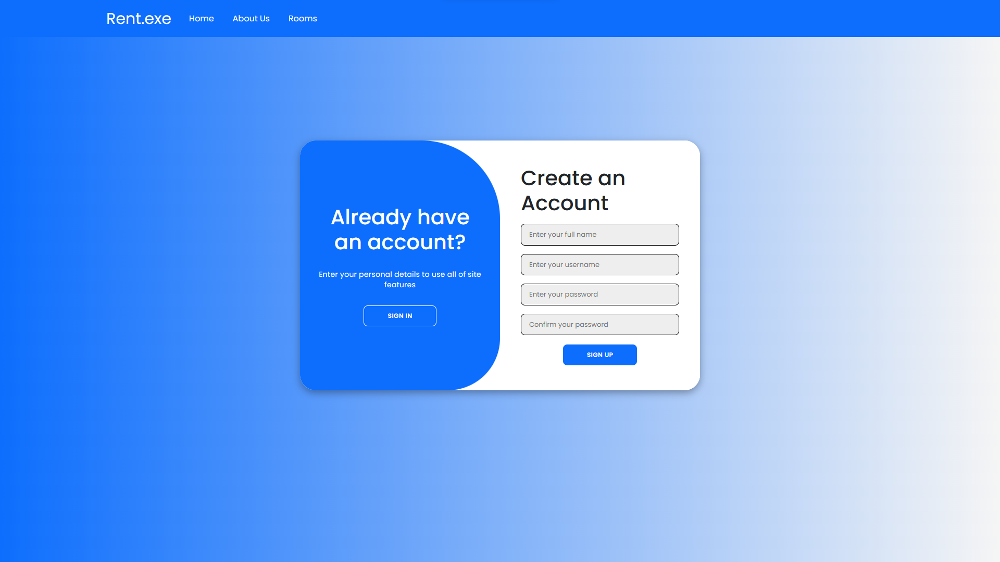 Rent.exe Home About Us Rooms
Already have
an account?
Enter your personal details to use all of site
features
SIGN IN
Create an
Account
Enter your full name
Enter your username
Enter your password
Confirm your password
SIGN UP